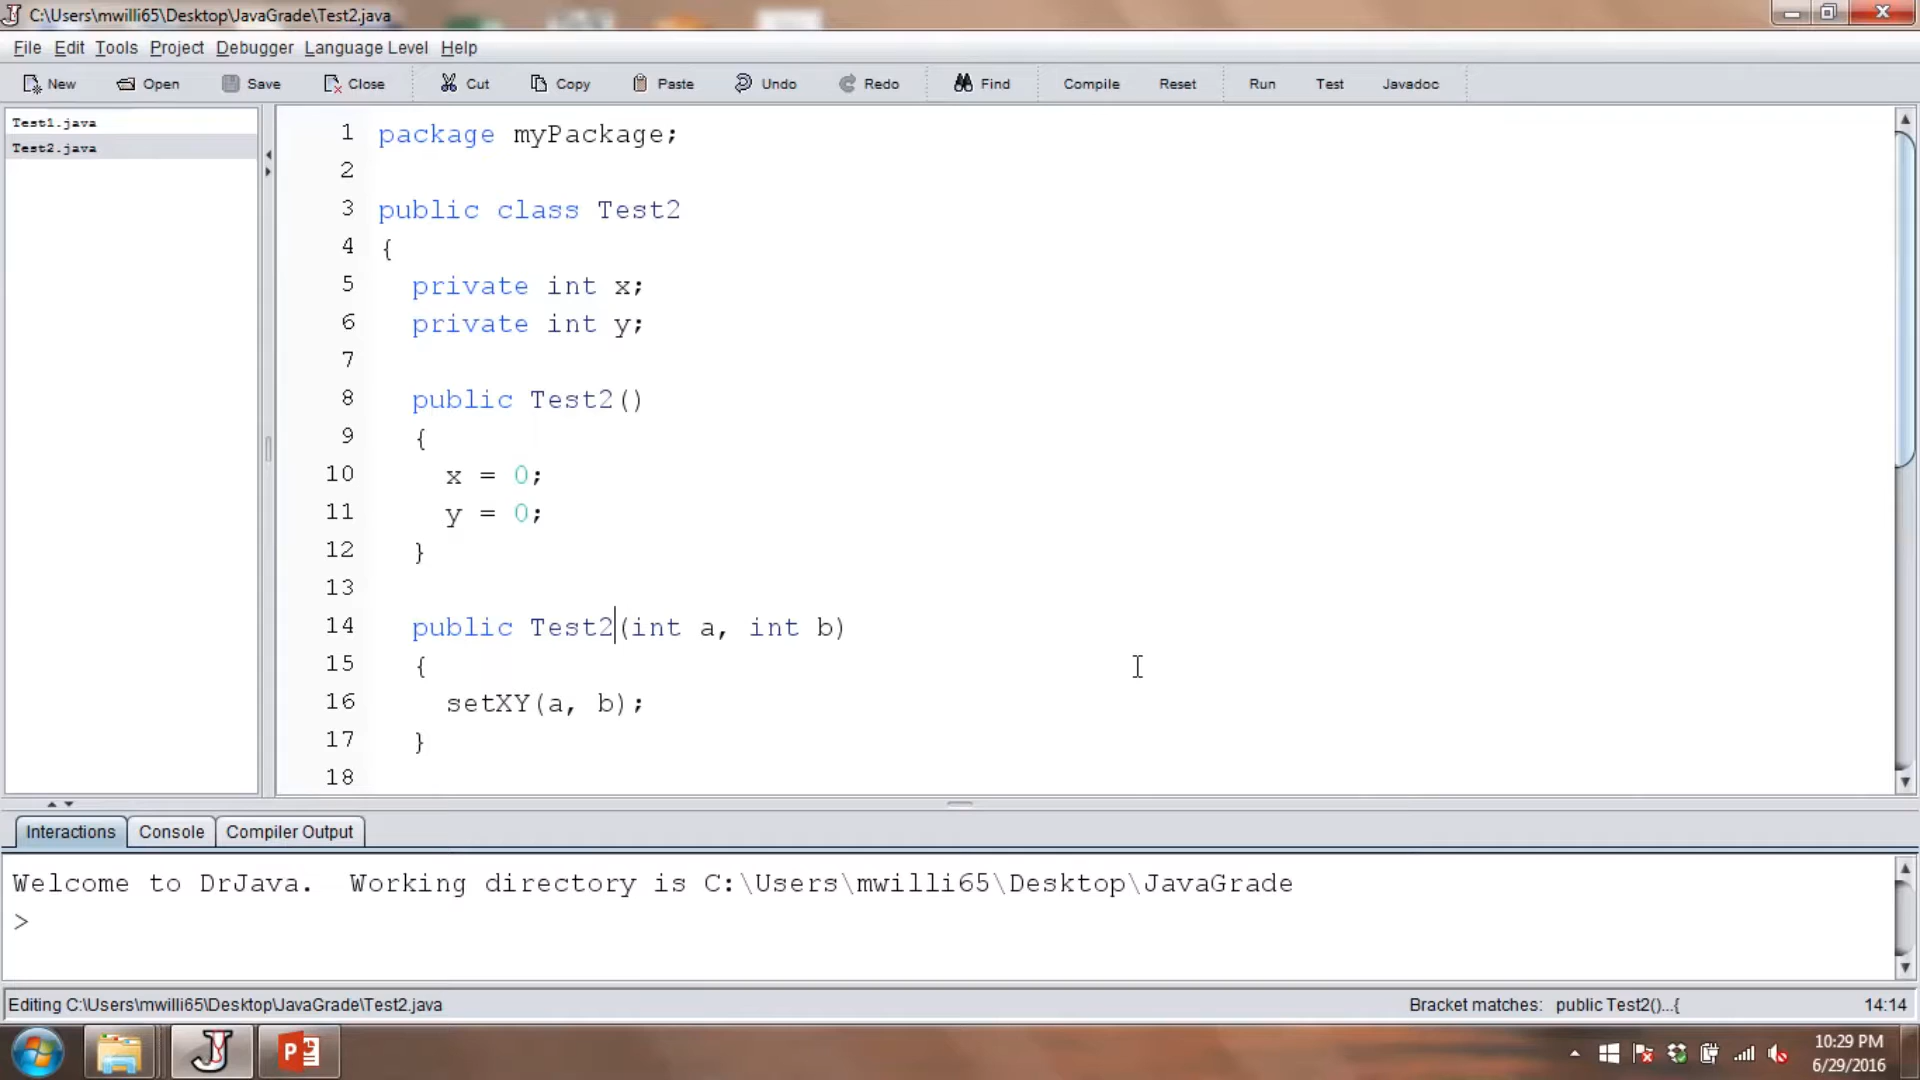 C:\Users\mwilli65\Desktop\JavaGrade\Test2.java
File Edit Tools Project Debugger Language Level Help
New Open Save Close Cut Copy Paste Undo Redo Find Compile Reset Run Test Javadoc
Test1.java
Test2.java
1 package myPackage;
2
3 public class Test2
4 {
5 private int x;
6 private int y;
7
8 public Test2()
9 {
10 x = 0;
11 y = 0;
12 }
13
14 public Test2(int a, int b)
15 {
16 setXY(a, b);
17 }
18
Interactions Console Compiler Output
Welcome to DrJava. Working directory is C:\Users\mwilli65\Desktop\JavaGrade
>
Editing C:\Users\mwilli65\Desktop\JavaGrade\Test2.java Bracket matches: public Test2()...{ 14:14
10:29 PM
6/29/2016